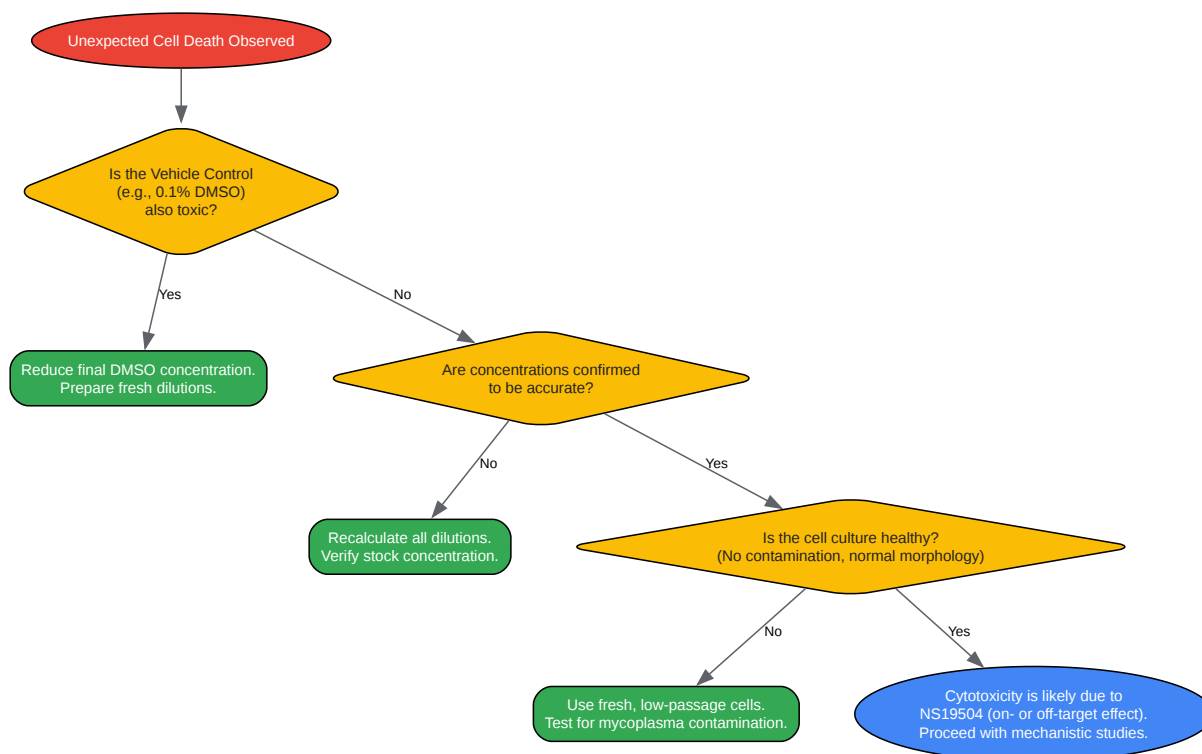 Unexpected Cell Death Observed
Is the Vehicle Control
(e.g., 0.1% DMSO)
also toxic?
Yes
No
Reduce final DMSO concentration.
Prepare fresh dilutions.
Are concentrations confirmed
to be accurate?
No
Yes
Recalculate all dilutions.
Verify stock concentration.
Is the cell culture healthy?
(No contamination, normal morphology)
No
Yes
Use fresh, low-passage cells.
Test for mycoplasma contamination.
Cytotoxicity is likely due to
NS19504 (on- or off-target effect).
Proceed with mechanistic studies.